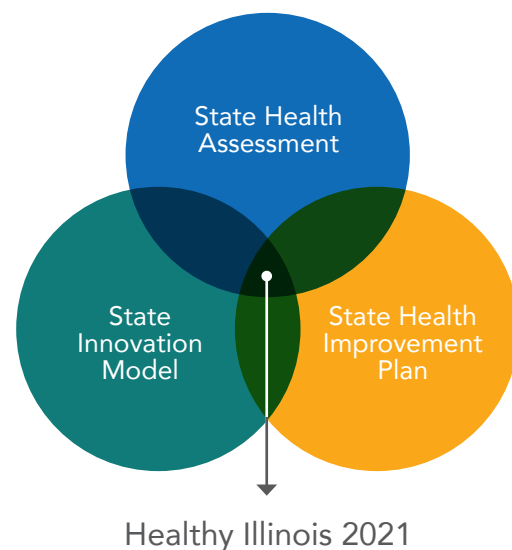 State Health
Assessment
State
Innovation
Model
State Health
Improvement
Plan
Healthy Illinois 2021